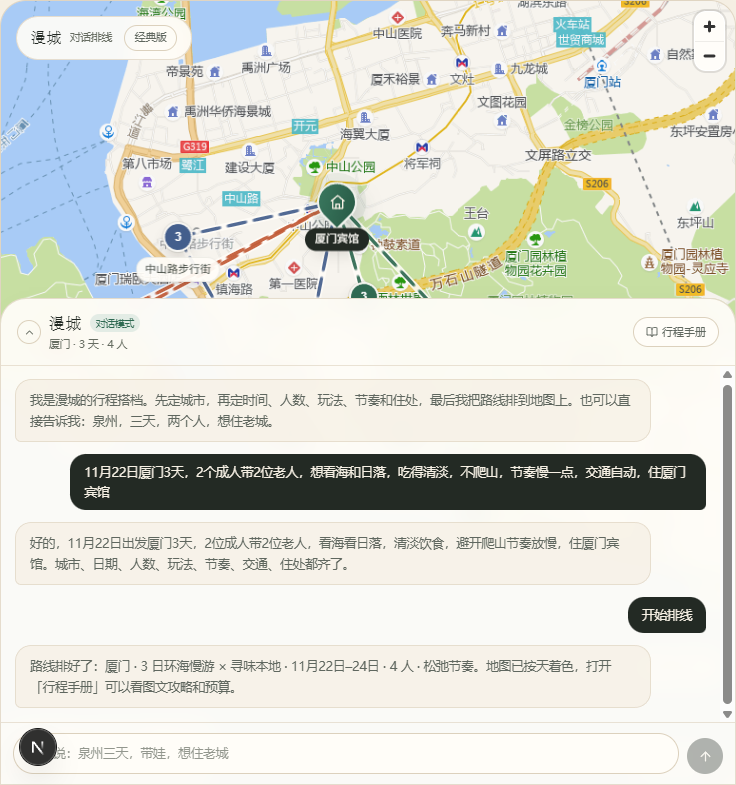 海湾公园
湖滨东路
S206
火车站
世贸商城
中山医院
奔马新村
漫城 对话排线 经典版
+
−
自然
帝景苑
禹洲广场
厦禾裕景
文灶
九龙城
厦门站
禹洲华侨海景城
文图花园
鹭江道
开元
海翼大厦
金榜公园
东坪安置房
G319
第八市场
鹭江
建设大厦
中山公园
将军祠
文屏路立交
S206
中山路
王台
东坪山
3
步行街
厦门宾馆
鼓索道
中山路步行街
万石山隧道
厦门园林植
物园花卉园
厦门园林植
物园-灵应寺
镇海路
第一医院
3
S206
漫城 对话模式
厦门 · 3 天 · 4 人
行程手册
我是漫城的行程搭档。先定城市，再定时间、人数、玩法、节奏和住处，最后我把路线排到地图上。也可以直
接告诉我：泉州，三天，两个人，想住老城。
11月22日厦门3天，2个成人带2位老人，想看海和日落，吃得清淡，不爬山，节奏慢一点，交通自动，住厦门
宾馆
好的，11月22日出发厦门3天，2位成人带2位老人，看海看日落，清淡饮食，避开爬山节奏放慢，住厦门宾
馆。城市、日期、人数、玩法、节奏、交通、住处都齐了。
开始排线
路线排好了：厦门 · 3 日环海慢游 × 寻味本地 · 11月22日–24日 · 4 人 · 松弛节奏。地图已按天着色，打开
「行程手册」可以看图文攻略和预算。
N
说：泉州三天，带娃，想住老城